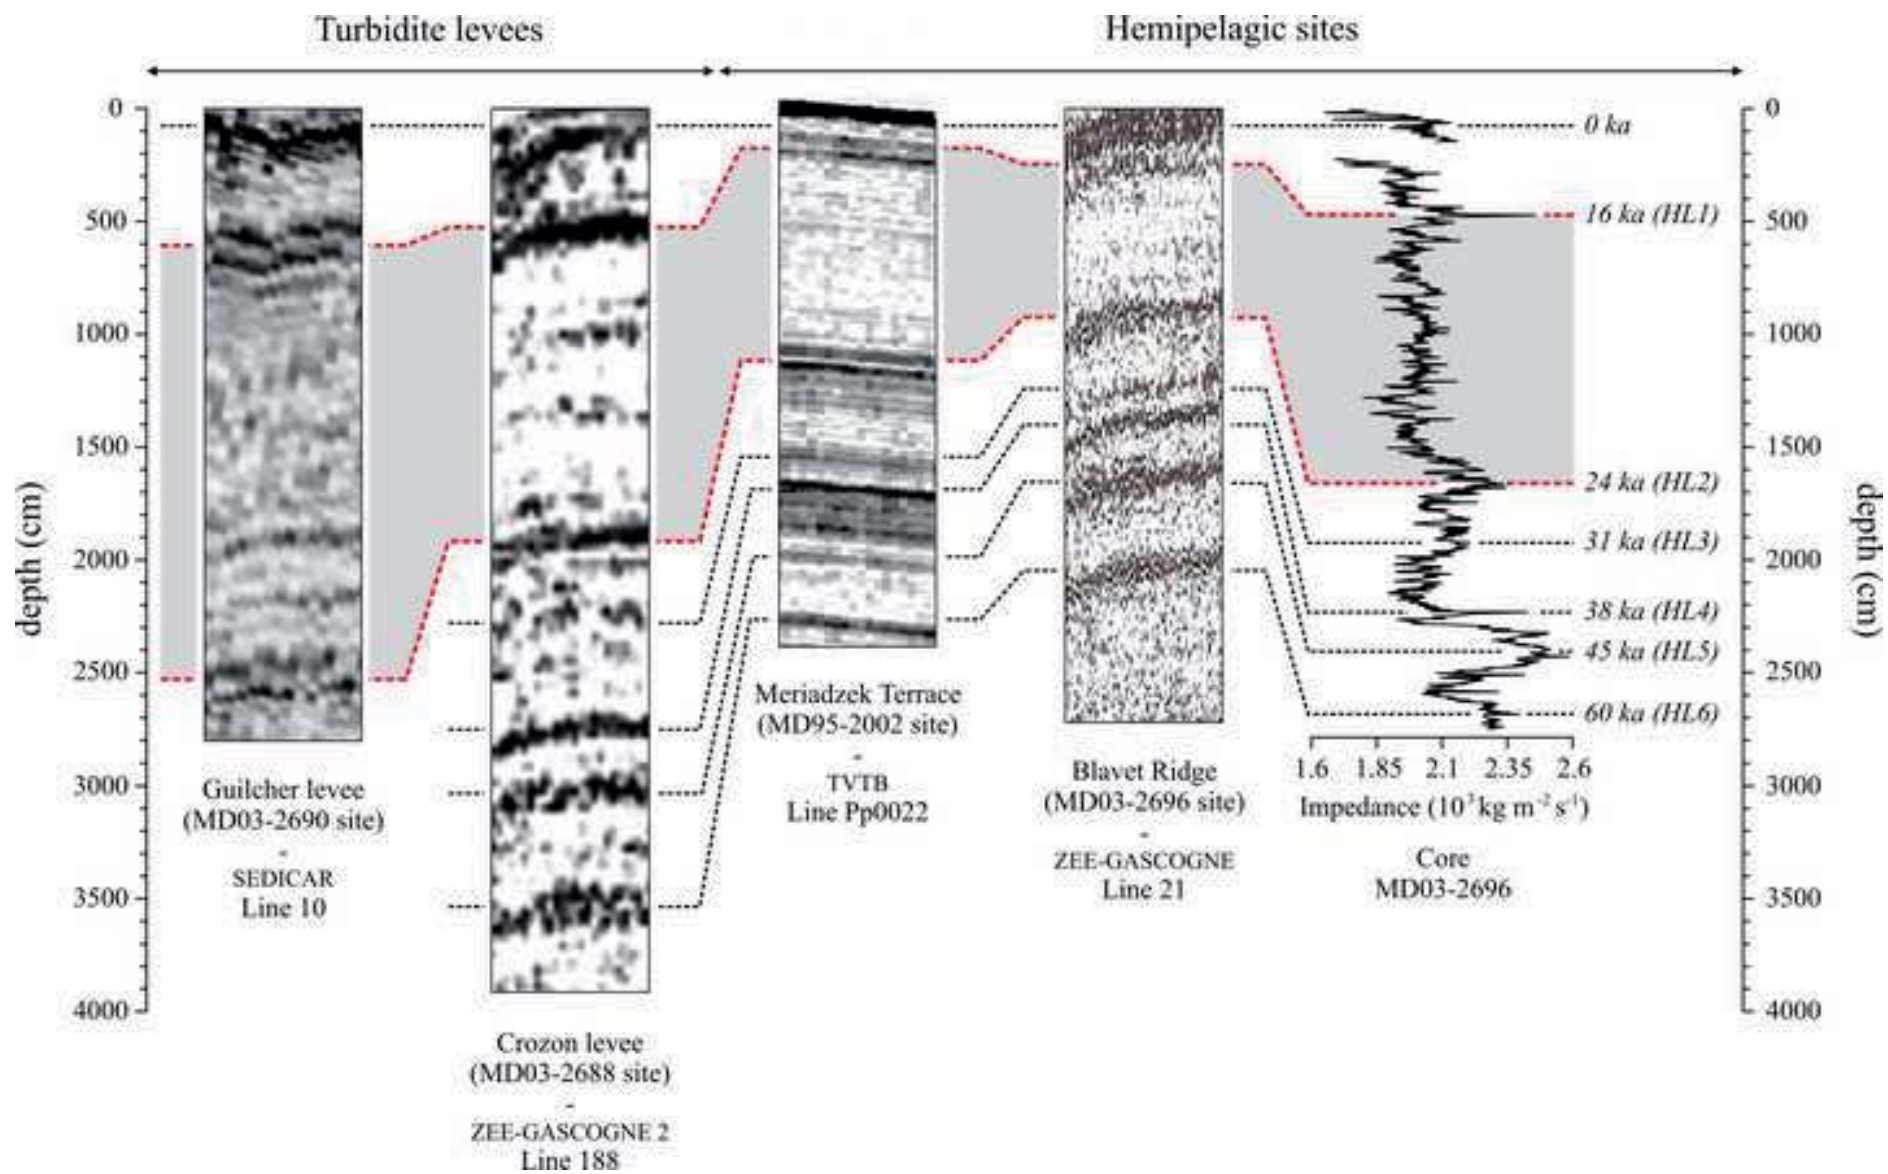 Turbidite levees
Hemipelagic sites
0
500
1000
1500
2000
2500
3000
3500
4000
depth (cm)
0
500
1000
1500
2000
2500
3000
3500
4000
depth (cm)
0 ka
16 ka (HL1)
24 ka (HL2)
31 ka (HL3)
38 ka (HL4)
45 ka (HL5)
60 ka (HL6)
Guilcher levee
(MD03-2690 site)
-
SEDICAR
Line 10
Crozon levee
(MD03-2688 site)
-
ZEE-GASCOGNE 2
Line 188
Meriadzek Terrace
(MD95-2002 site)
-
TVTB
Line Pp0022
Blavet Ridge
(MD03-2696 site)
-
ZEE-GASCOGNE
Line 21
1.6 1.85 2.1 2.35 2.6
Impedance (10³ kg m⁻² s⁻¹)
Core
MD03-2696